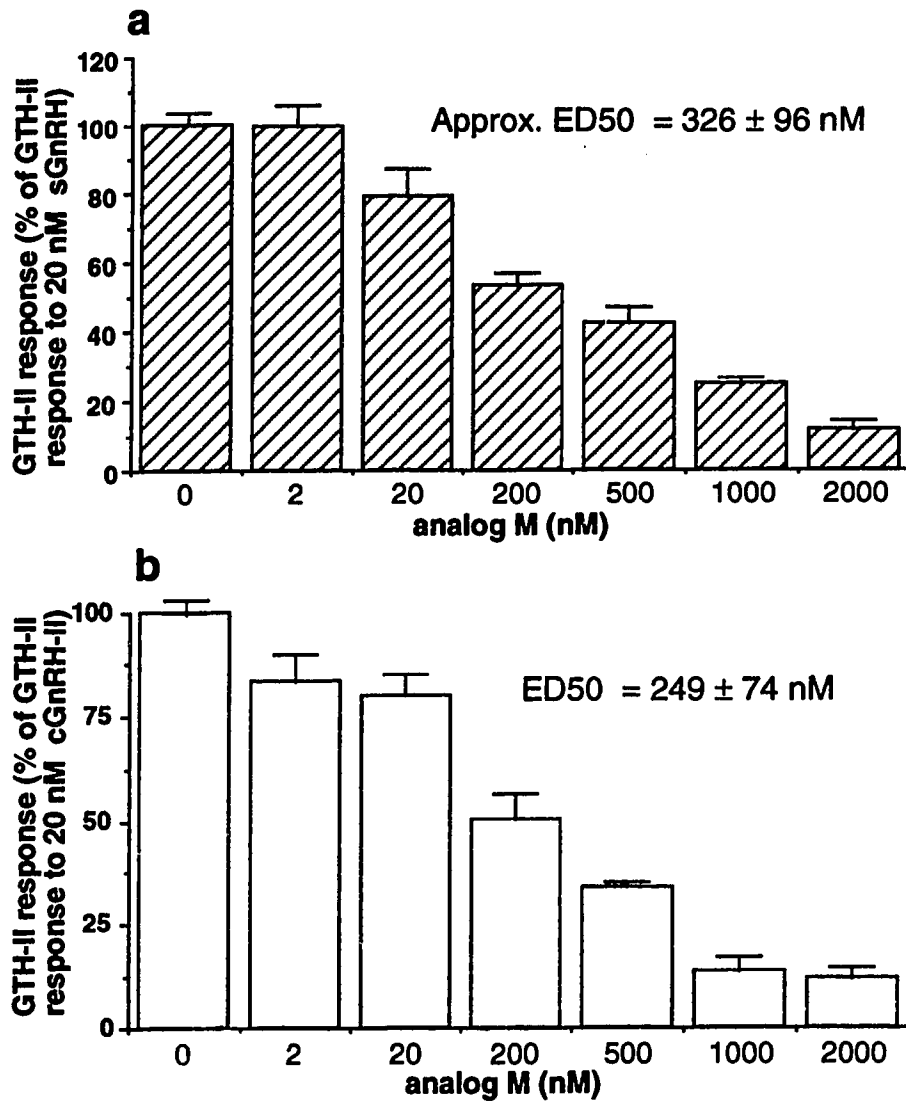 a
GTH-II response (% of GTH-II
response to 20 nM sGnRH)
120
100
80
60
40
20
0
Approx. ED50 = 326 ± 96 nM
0 2 20 200 500 1000 2000
analog M (nM)
b
GTH-II response (% of GTH-II
response to 20 nM cGnRH-II)
100
75
50
25
0
ED50 = 249 ± 74 nM
0 2 20 200 500 1000 2000
analog M (nM)